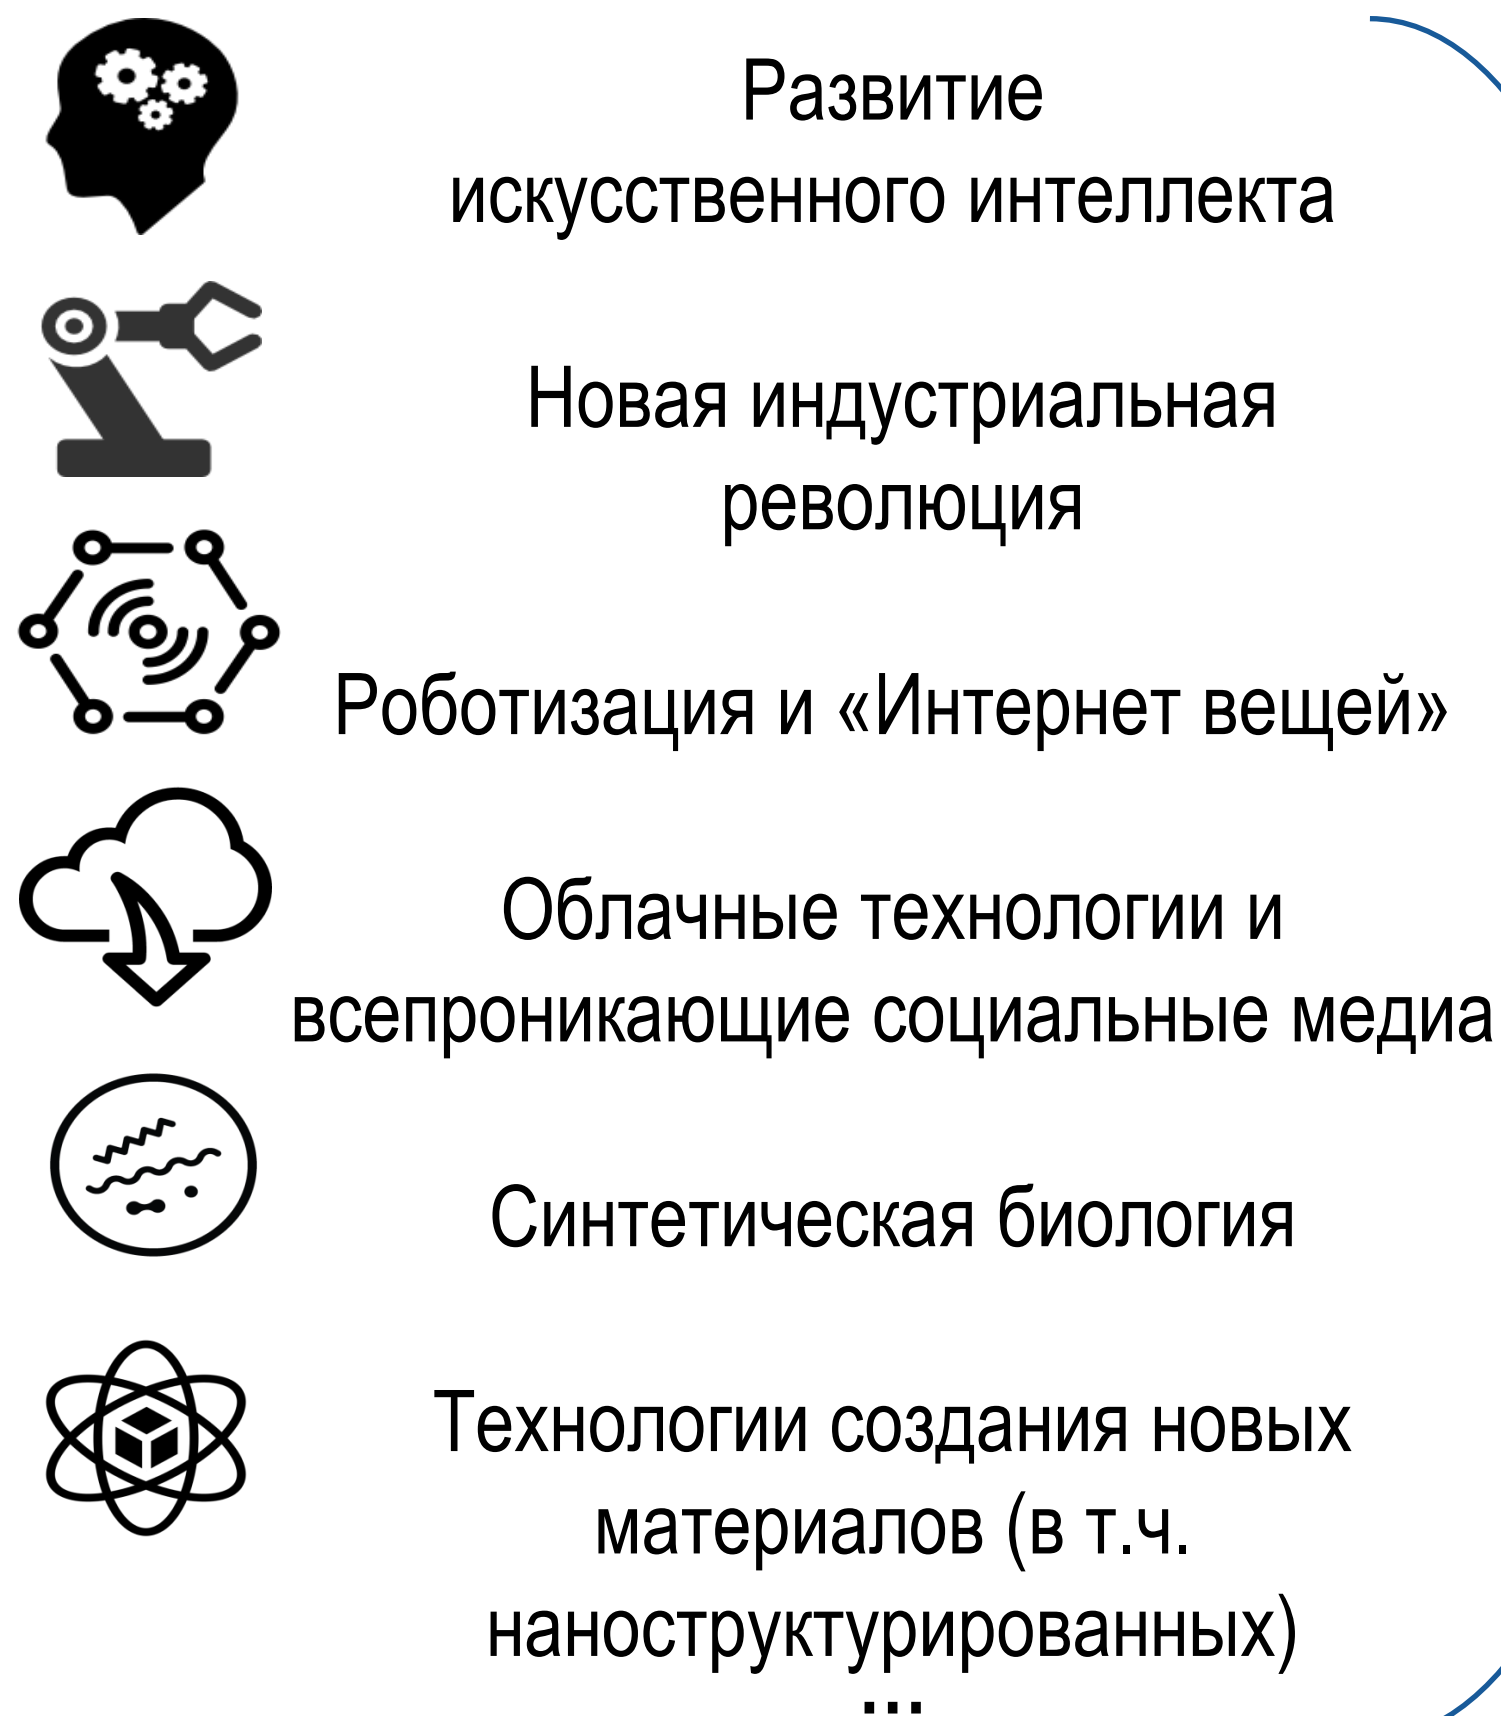 Развитие
искусственного интеллекта
Новая индустриальная
революция
Роботизация и «Интернет вещей»
Облачные технологии и
всепроникающие социальные медиа
Синтетическая биология
Технологии создания новых
материалов (в т.ч.
наноструктурированных)
...